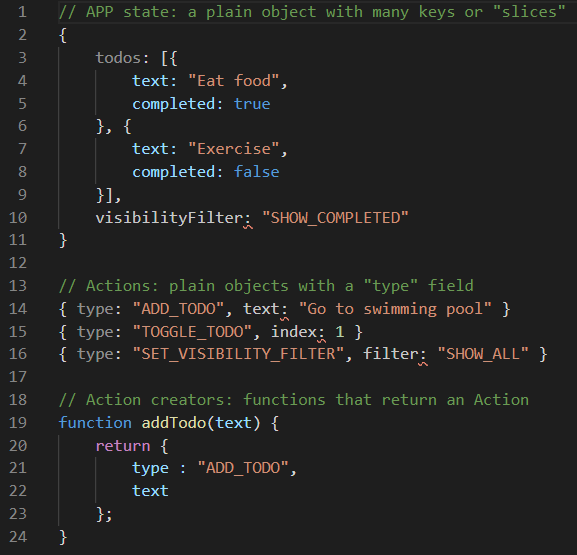 1 // APP state: a plain object with many keys or "slices"
2 {
3     todos: [{
4         text: "Eat food",
5         completed: true
6     }, {
7         text: "Exercise",
8         completed: false
9     }],
10     visibilityFilter: "SHOW_COMPLETED"
11 }
12
13 // Actions: plain objects with a "type" field
14 { type: "ADD_TODO", text: "Go to swimming pool" }
15 { type: "TOGGLE_TODO", index: 1 }
16 { type: "SET_VISIBILITY_FILTER", filter: "SHOW_ALL" }
17
18 // Action creators: functions that return an Action
19 function addTodo(text) {
20     return {
21         type : "ADD_TODO",
22         text
23     };
24 }